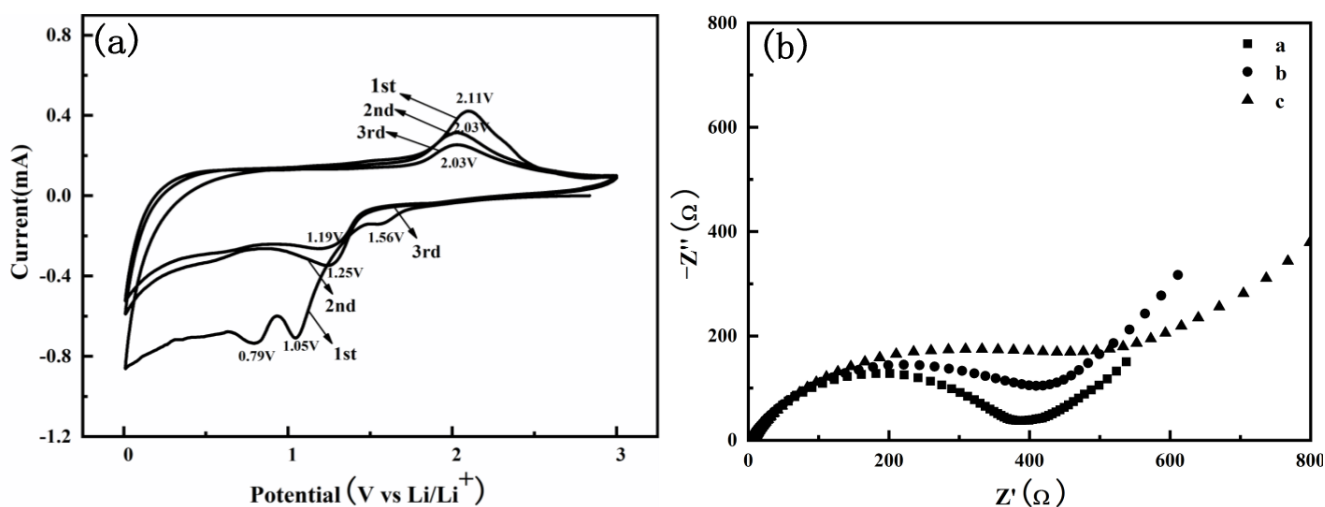 (a)
0.8
0.4
0.0
-0.4
-0.8
-1.2
Current(mA)
1st
2.11V
2nd
2.03V
3rd
2.03V
1.19V
1.56V
3rd
1.25V
2nd
0.79V
1.05V
1st
0
1
2
3
Potential(V vs Li/Li⁺)
(b)
a
b
c
800
600
400
200
0
−Z''(Ω)
0
200
400
600
800
Z'(Ω)